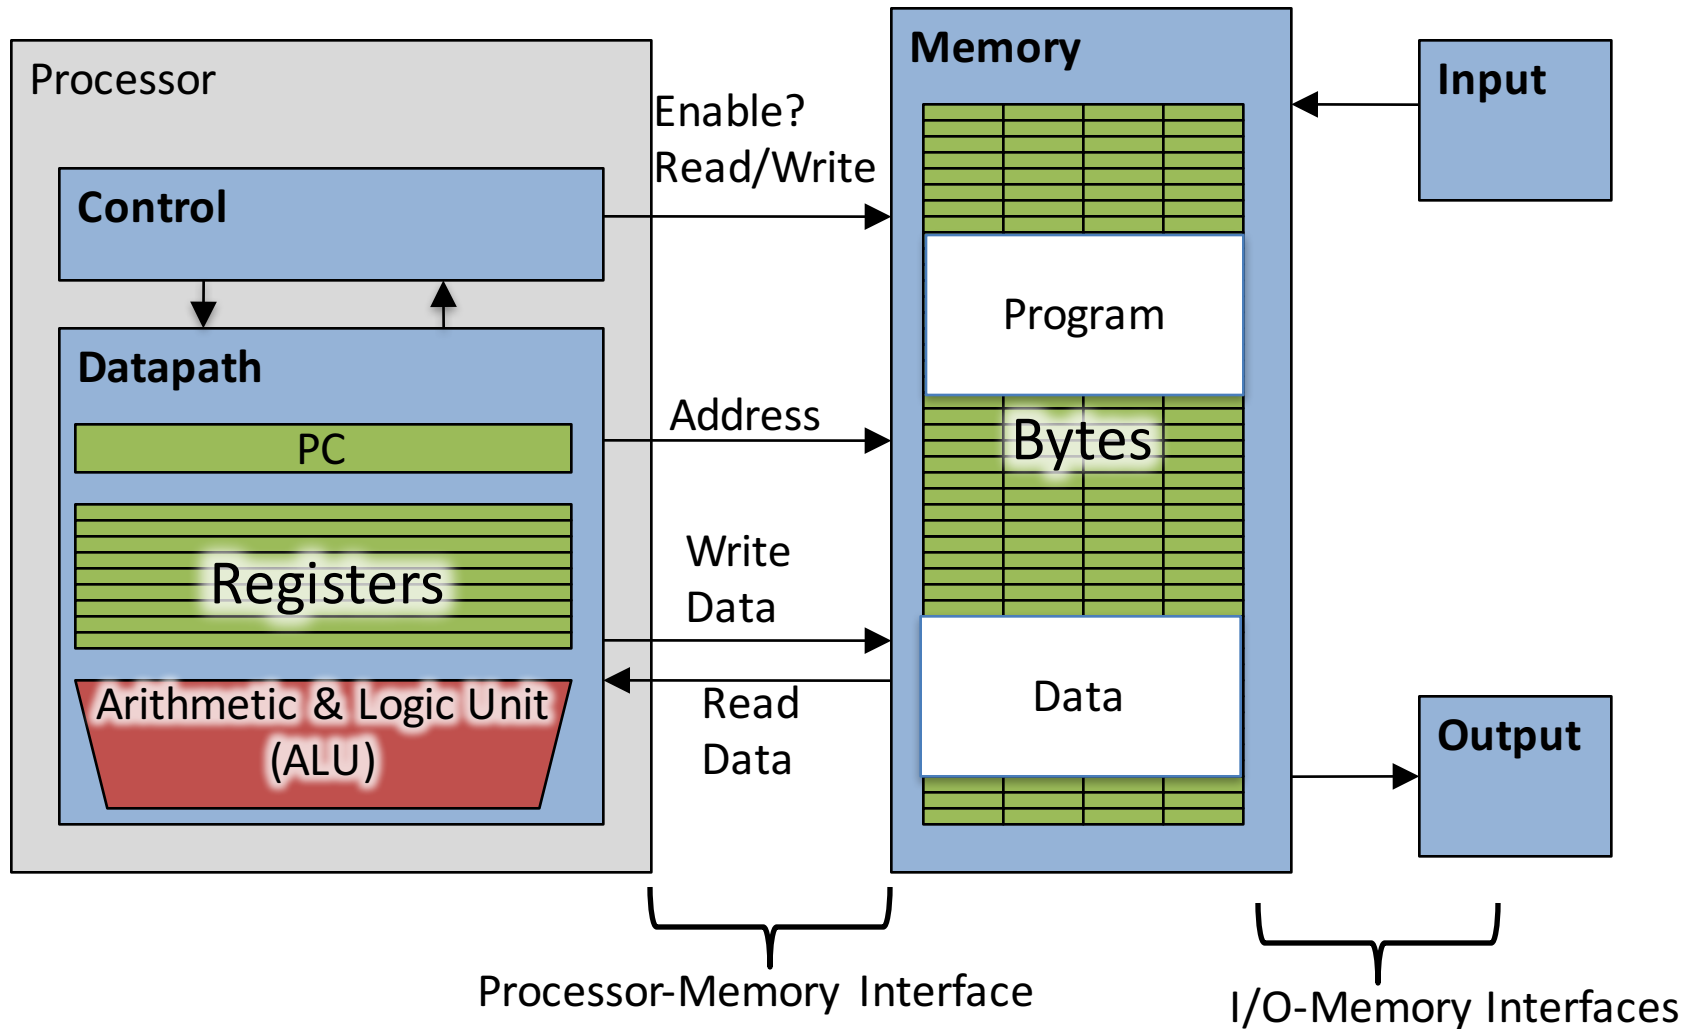 Processor
Control
Datapath
PC
Registers
Arithmetic & Logic Unit
(ALU)
Enable?
Read/Write
Address
Write
Data
Read
Data
Memory
Program
Bytes
Data
Input
Output
Processor-Memory Interface
I/O-Memory Interfaces